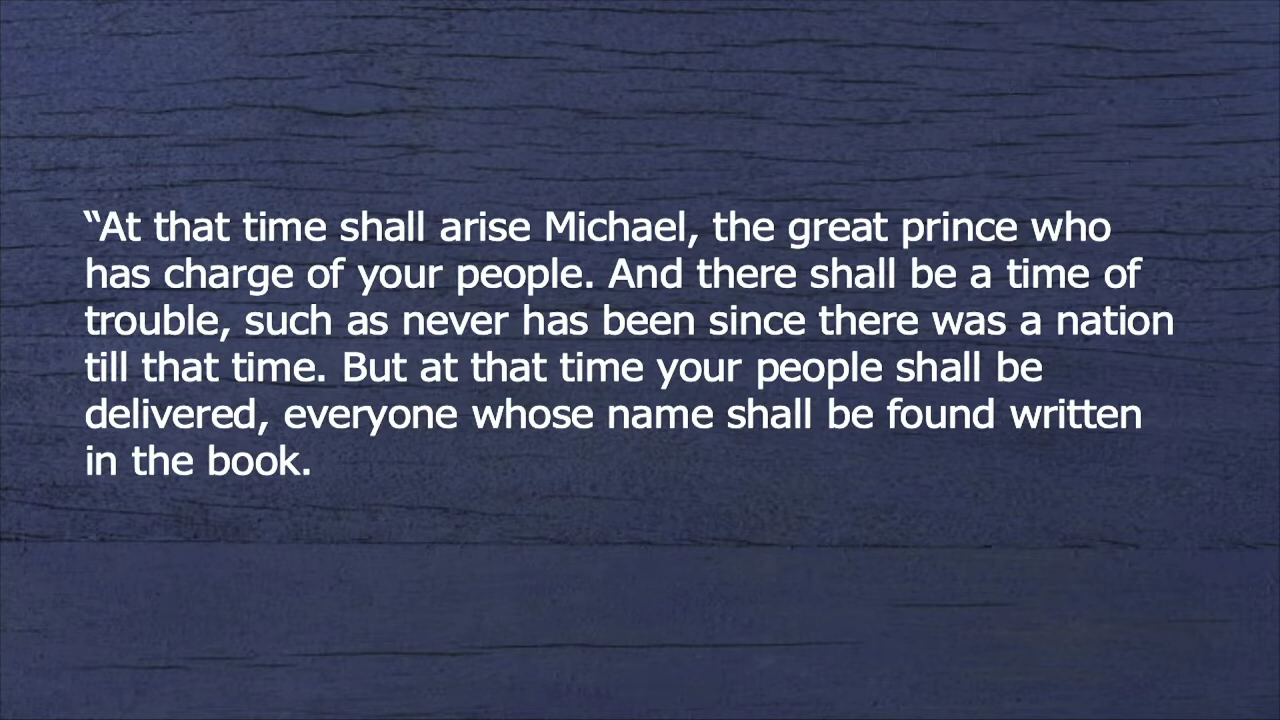 “At that time shall arise Michael, the great prince who
has charge of your people. And there shall be a time of
trouble, such as never has been since there was a nation
till that time. But at that time your people shall be
delivered, everyone whose name shall be found written
in the book.